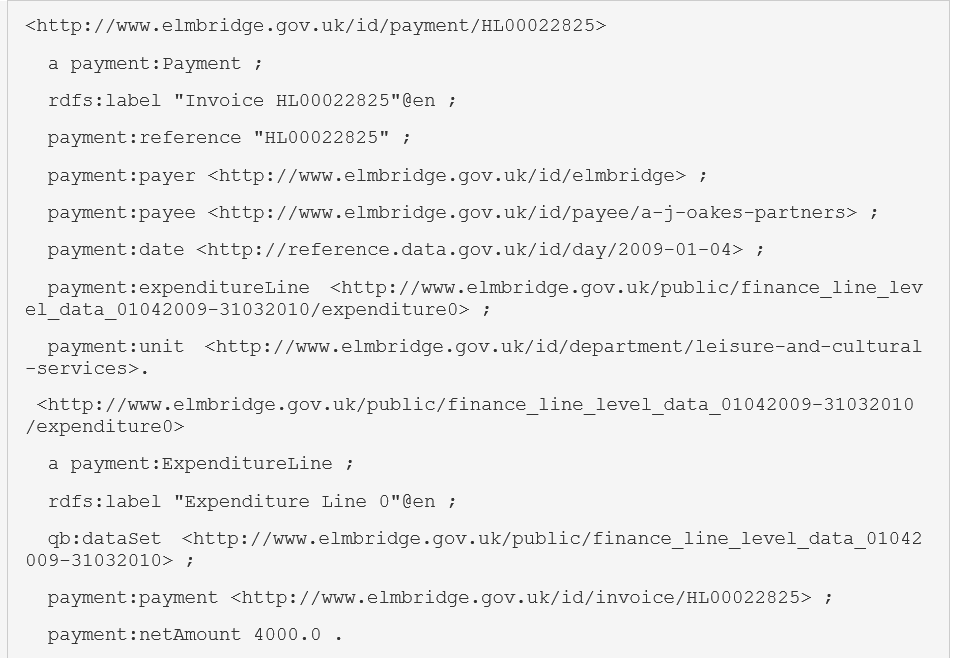 <http://www.elmbridge.gov.uk/id/payment/HL00022825>
a payment:Payment ;
rdfs:label "Invoice HL00022825"@en ;
payment:reference "HL00022825" ;
payment:payer <http://www.elmbridge.gov.uk/id/elmbridge> ;
payment:payee <http://www.elmbridge.gov.uk/id/payee/a-j-oakes-partners> ;
payment:date <http://reference.data.gov.uk/id/day/2009-01-04> ;
payment:expenditureLine <http://www.elmbridge.gov.uk/public/finance_line_lev
el_data_01042009-31032010/expenditure0> ;
payment:unit <http://www.elmbridge.gov.uk/id/department/leisure-and-cultural
-services>.
<http://www.elmbridge.gov.uk/public/finance_line_level_data_01042009-31032010
/expenditure0>
a payment:ExpenditureLine ;
rdfs:label "Expenditure Line 0"@en ;
qb:dataSet <http://www.elmbridge.gov.uk/public/finance_line_level_data_01042
009-31032010> ;
payment:payment <http://www.elmbridge.gov.uk/id/invoice/HL00022825> ;
payment:netAmount 4000.0 .